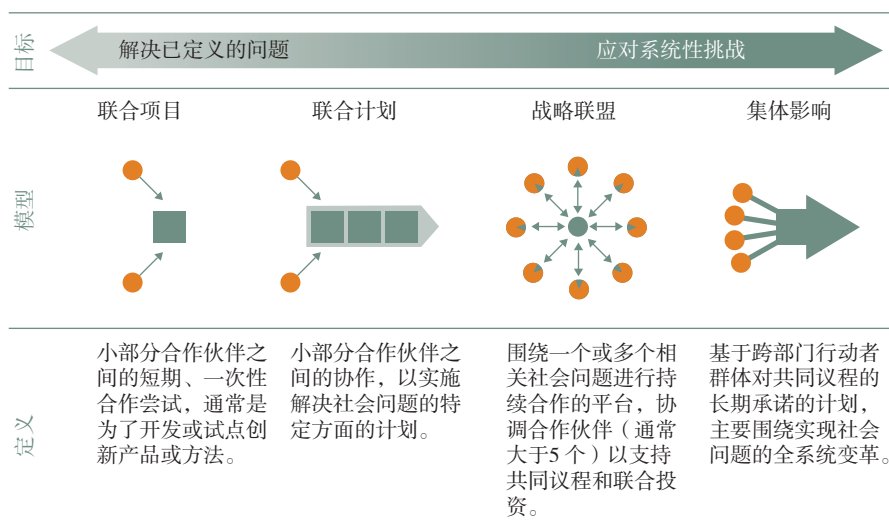 目标
解决已定义的问题
应对系统性挑战
联合项目
联合计划
战略联盟
集体影响
模型
定义
小部分合作伙伴之
间的短期、一次性
合作尝试，通常是
为了开发或试点创
新产品或方法。
小部分合作伙伴之
间的协作，以实施
解决社会问题的特
定方面的计划。
围绕一个或多个相
关社会问题进行持
续合作的平台，协
调合作伙伴（通常
大于5 个）以支持
共同议程和联合投
资。
基于跨部门行动者
群体对共同议程的
长期承诺的计划，
主要围绕实现社会
问题的全系统变革。